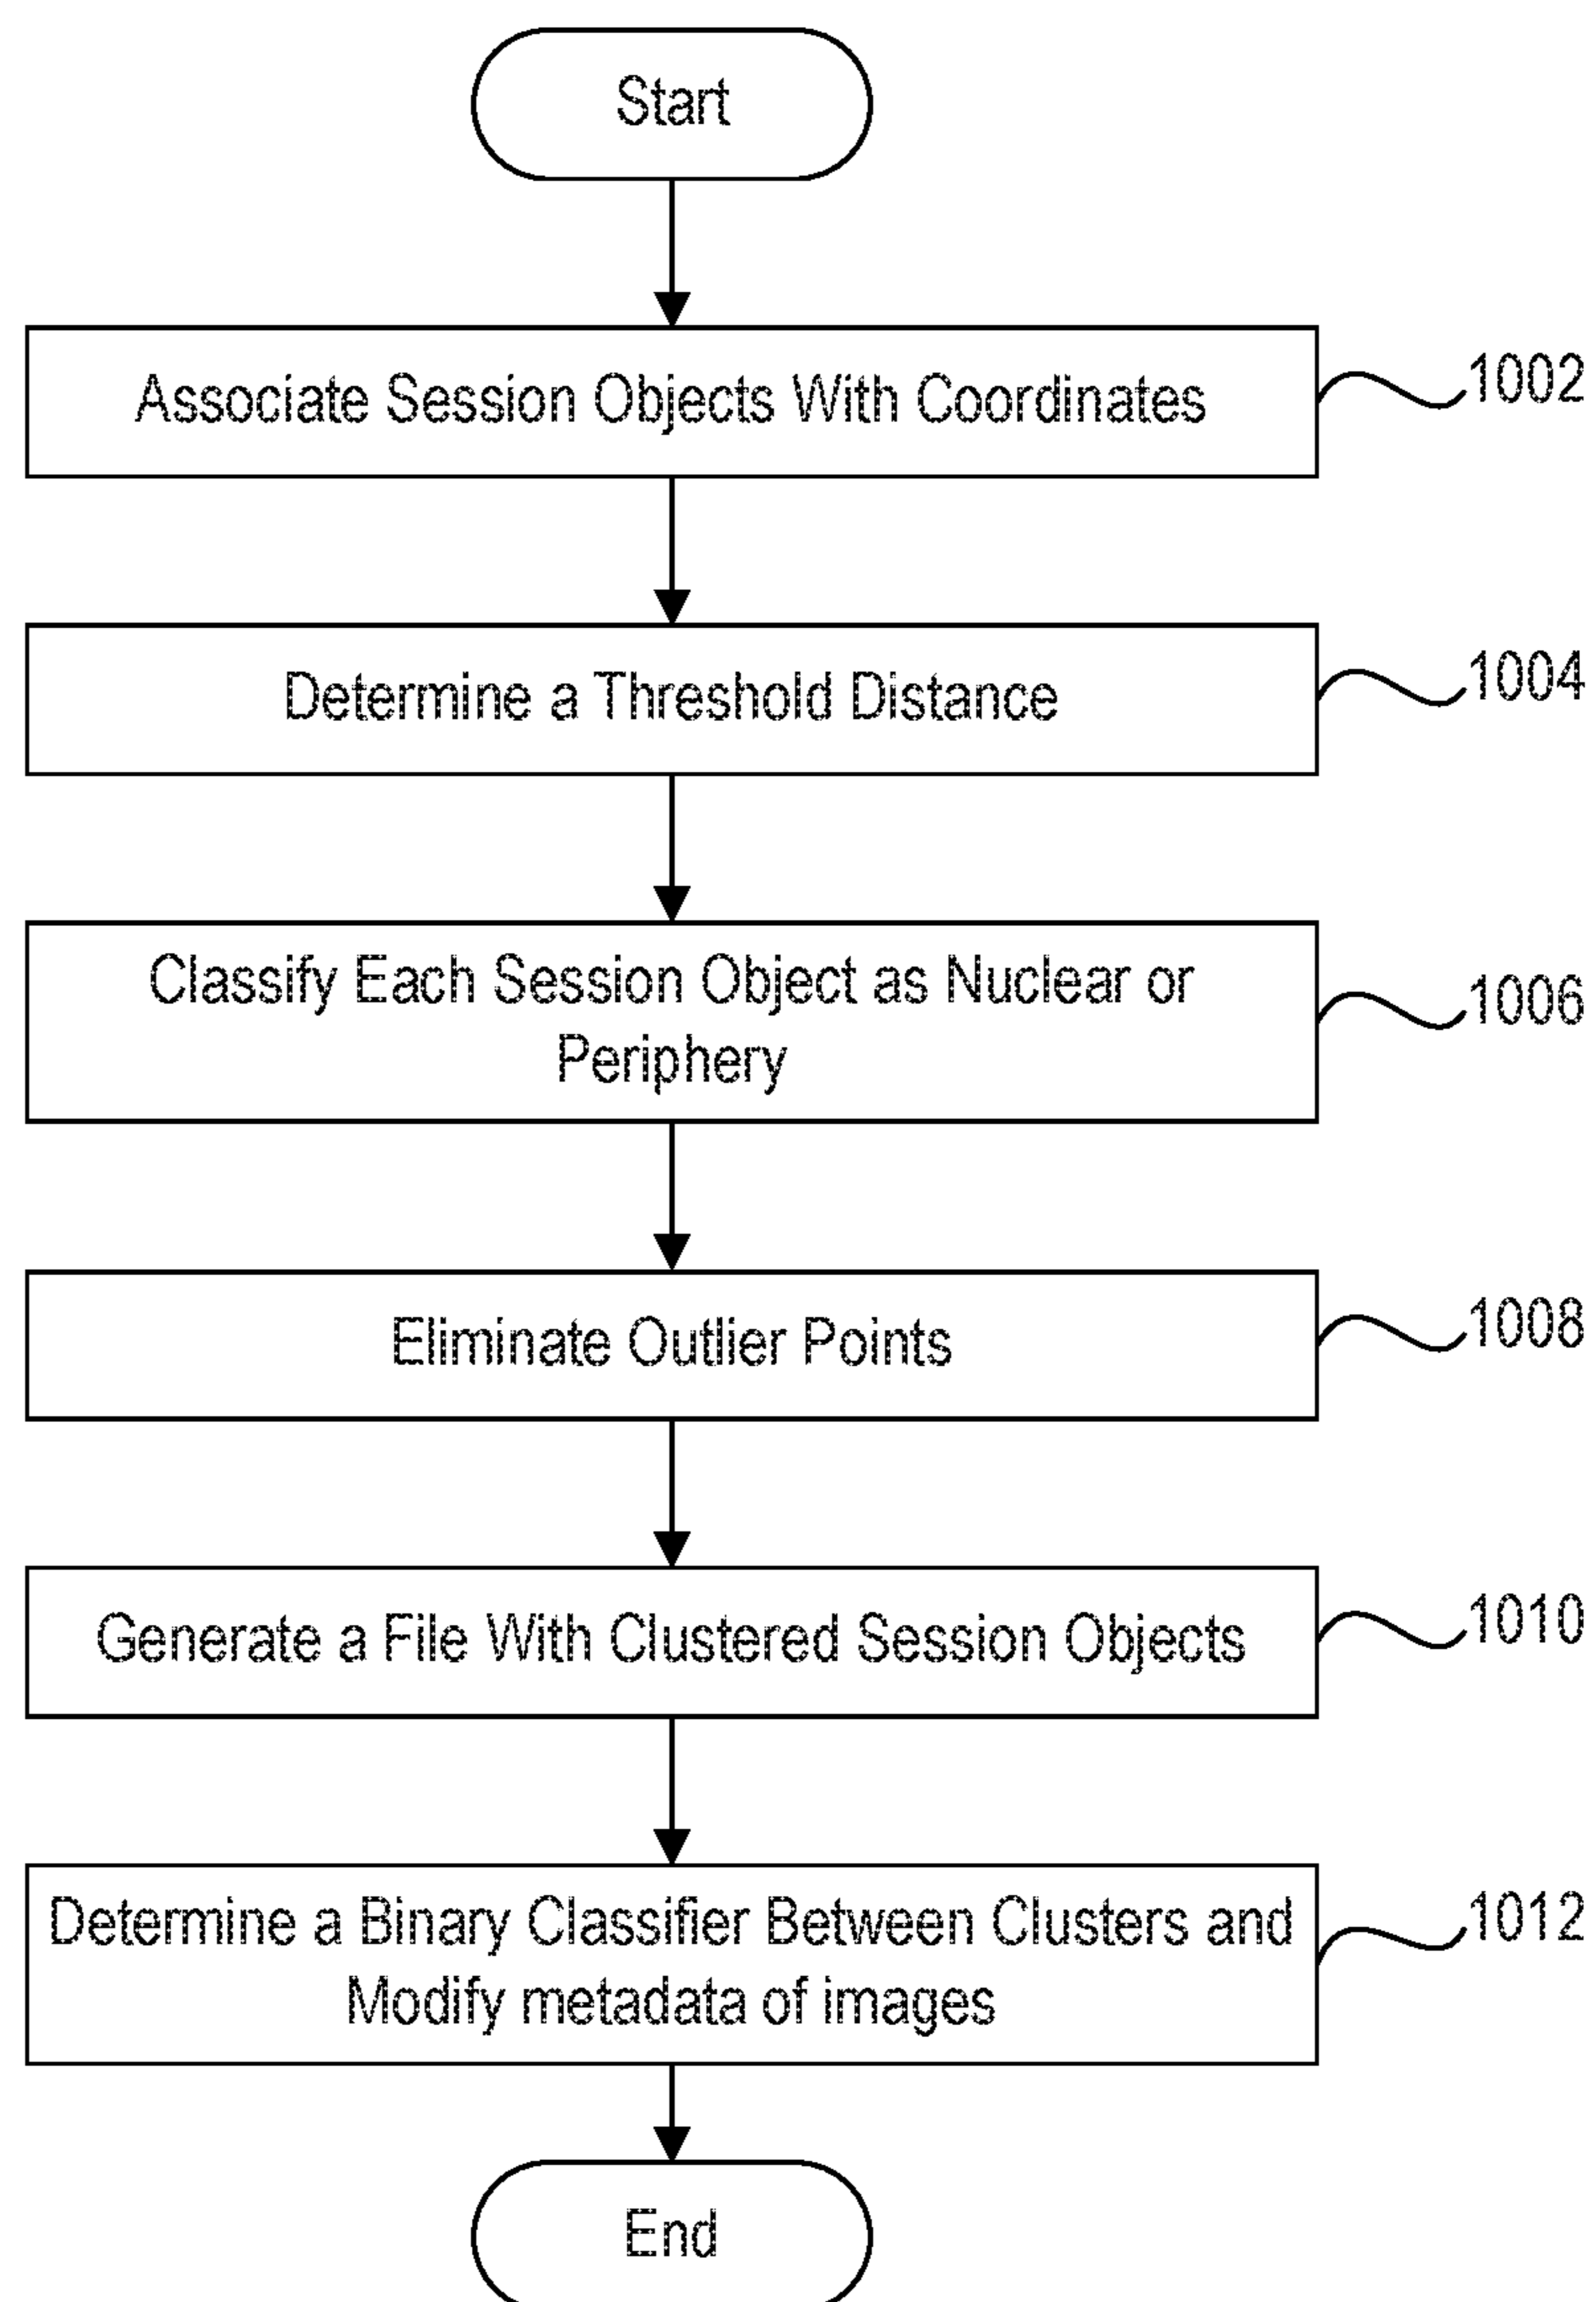 Start
Associate Session Objects With Coordinates
1002
Determine a Threshold Distance
1004
Classify Each Session Object as Nuclear or
Periphery
1006
Eliminate Outlier Points
1008
Generate a File With Clustered Session Objects
1010
Determine a Binary Classifier Between Clusters and
Modify metadata of images
1012
End